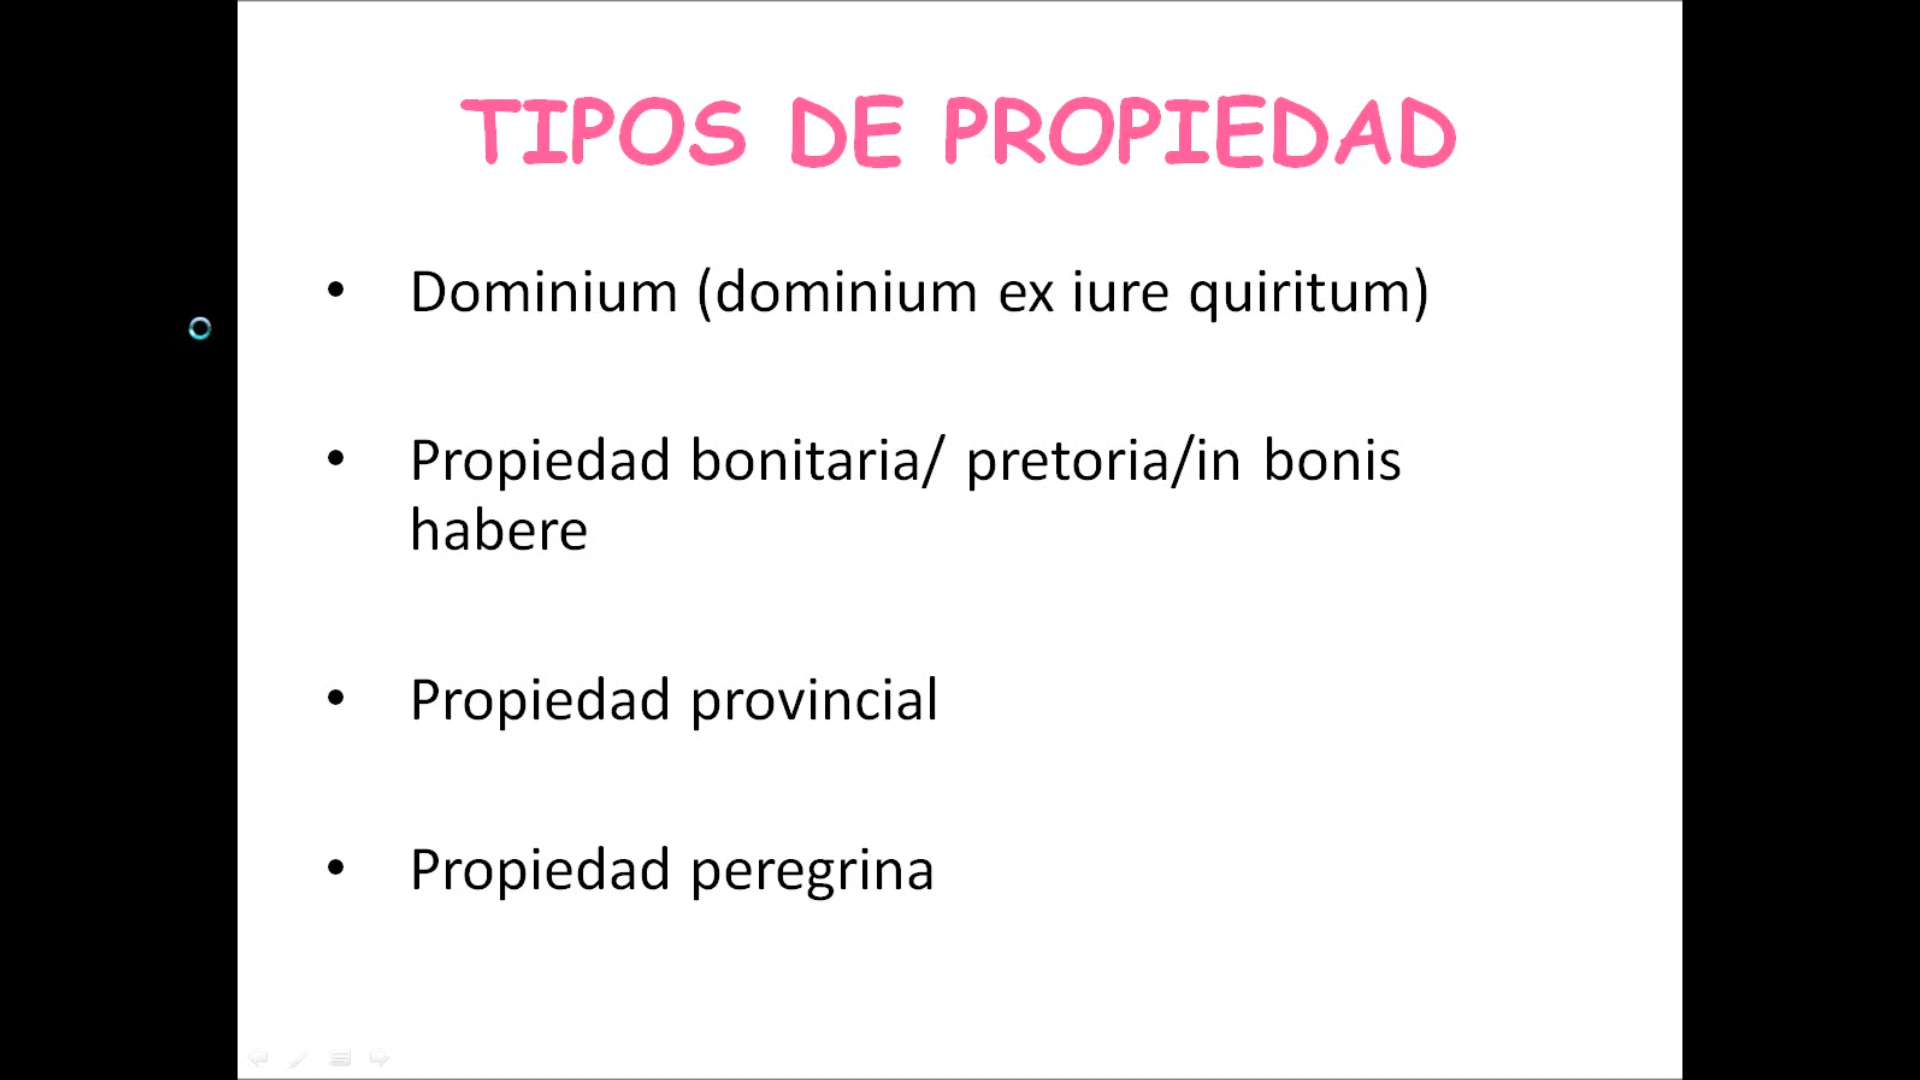 TIPOS DE PROPIEDAD
• Dominium (dominium ex iure quiritum)
• Propiedad bonitaria/ pretoria/in bonis
habere
• Propiedad provincial
• Propiedad peregrina